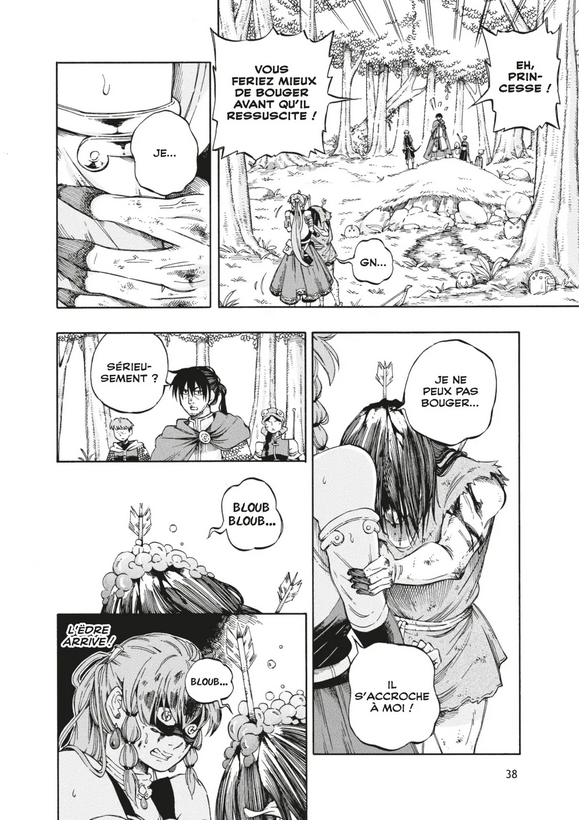 EH,
PRIN-
CESSE !
VOUS
FERIEZ MIEUX
DE BOUGER
AVANT QU'IL
RESSUSCITE !
GN...
JE...
JE NE
PEUX PAS
BOUGER...
IL
S'ACCROCHE
À MOI !
SÉRIEU-
SEMENT ?
BLOUB
BLOUB...
L'ËDRE
ARRIVE !
BLOUB...
38